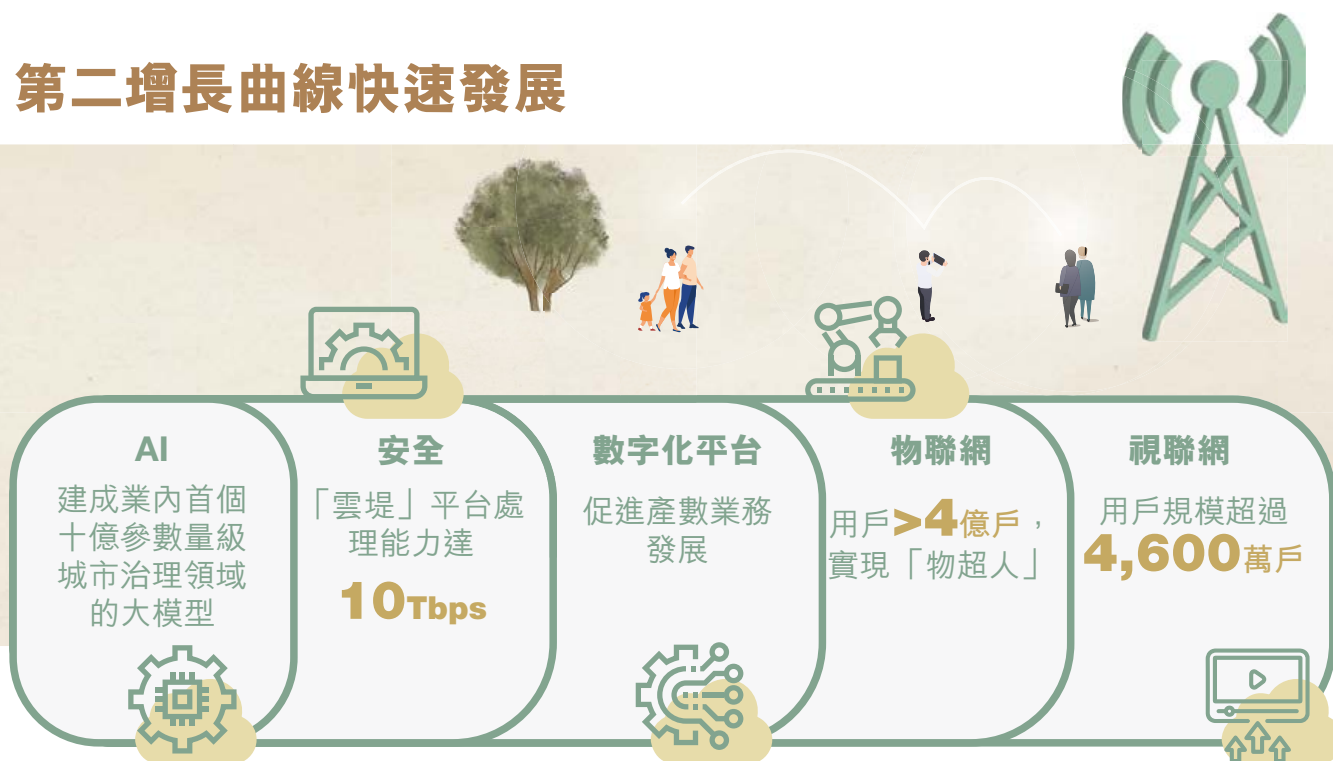 第二增長曲線快速發展
AI
建成業內首個
十億參數量級
城市治理領域
的大模型
安全
「雲堤」平台處
理能力達
10Tbps
數字化平台
促進產數業務
發展
物聯網
用戶>4億戶，
實現「物超人」
視聯網
用戶規模超過
4,600萬戶